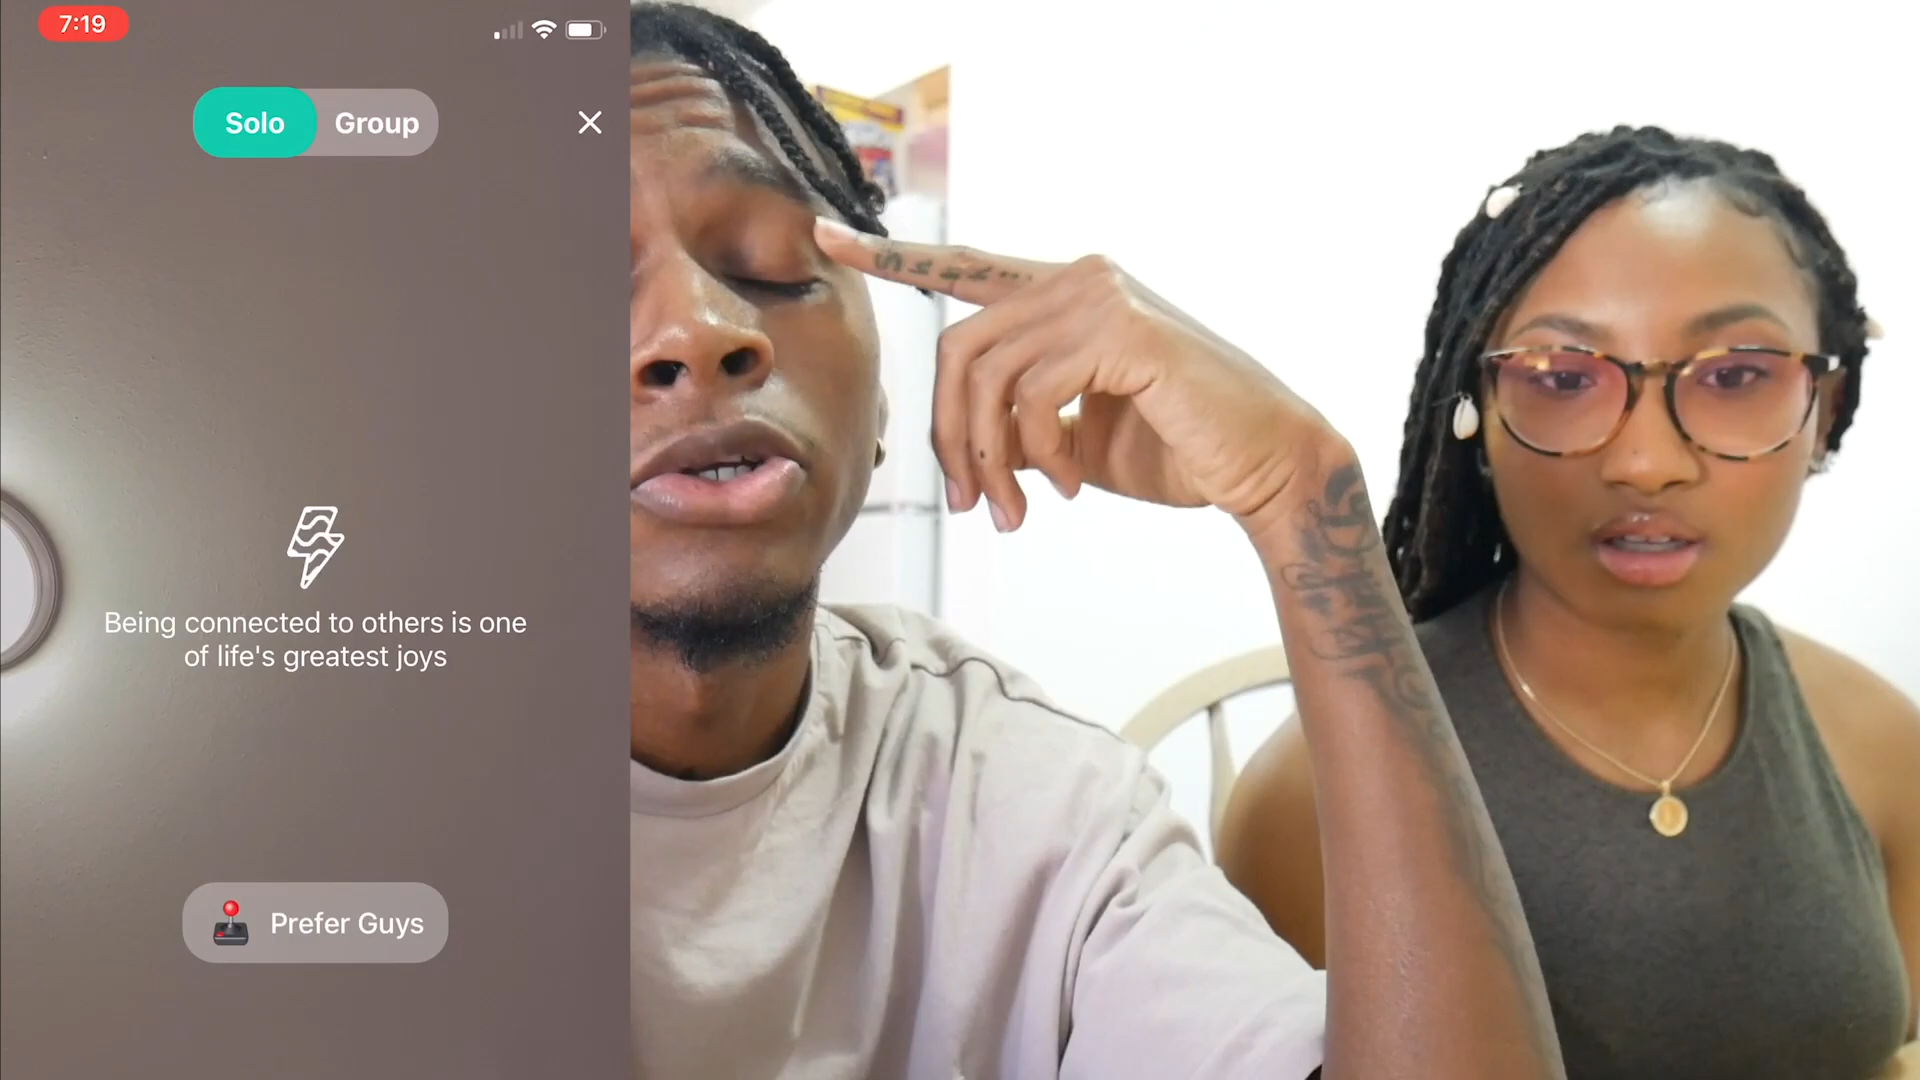 7:19
Solo
Group
Being connected to others is one
of life's greatest joys
Prefer Guys